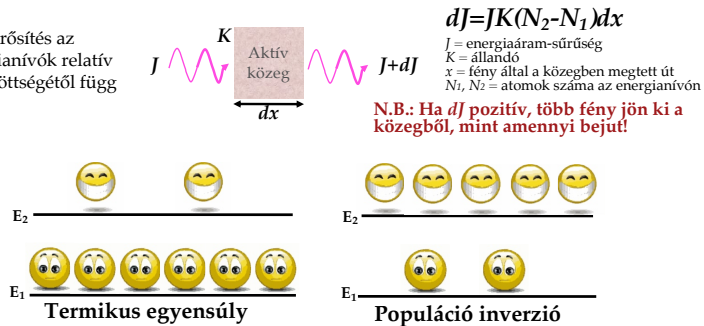 rősítés az
gianívók relatív
öttségétől függ
J
K
Aktív
közeg
J+dJ
dx
dJ=JK(N₂-N₁)dx
J = energiaáram-sűrűség
K = állandó
x = fény által a közegben megtett út
N₁, N₂ = atomok száma az energianívón
N.B.: Ha dJ pozitív, több fény jön ki a
közegből, mint amennyi bejut!
E₂
E₁
Termikus egyensúly
E₂
E₁
Populáció inverzió